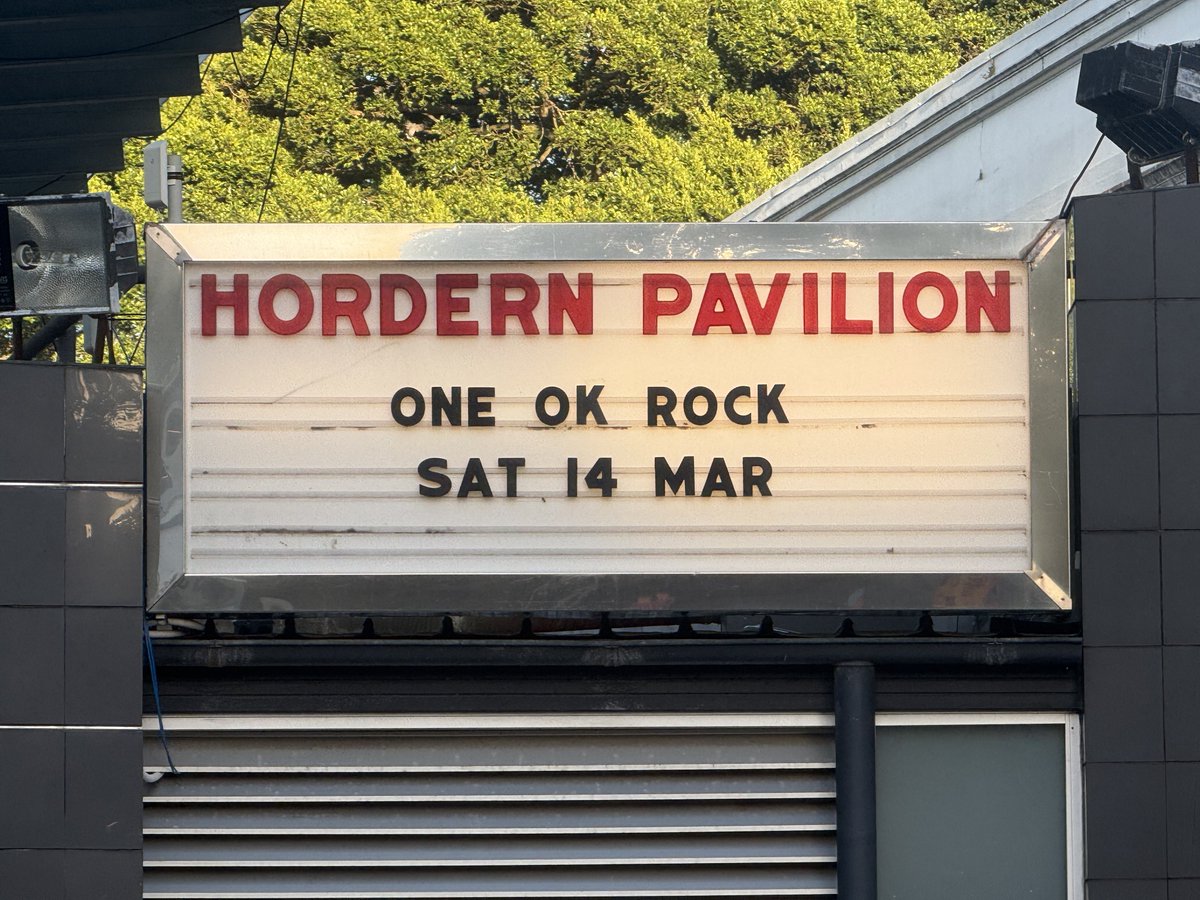 HORDERN PAVILION
ONE OK ROCK
SAT 14 MAR